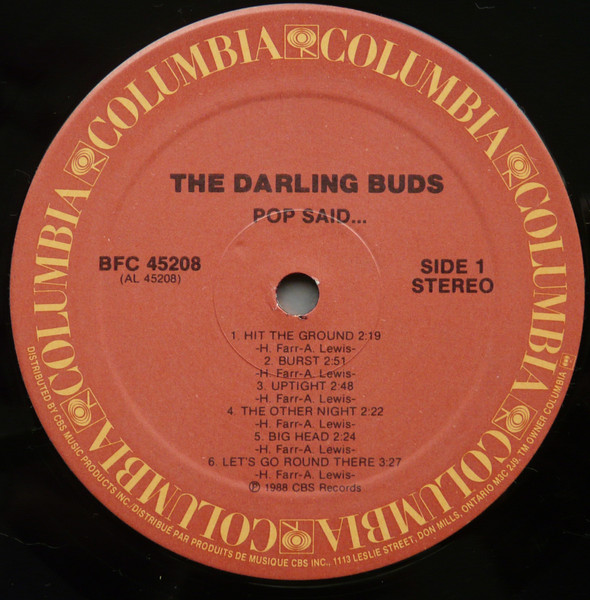 COLUMBIA COLUMBIA COLUMBIA COLUMBIA COLUMBIA COLUMBIA
THE DARLING BUDS
POP SAID...
BFC 45208
(AL 45208)
SIDE 1
STEREO
1. HIT THE GROUND 2:19
-H. Farr-A. Lewis-
2. BURST 2:51
-H. Farr-A. Lewis-
3. UPTIGHT 2:48
-H. Farr-A. Lewis-
4. THE OTHER NIGHT 2:22
-H. Farr-A. Lewis-
5. BIG HEAD 2:24
-H. Farr-A. Lewis-
6. LET'S GO ROUND THERE 3:27
-H. Farr-A. Lewis-
℗ 1988 CBS Records
DISTRIBUTED BY CBS MUSIC PRODUCTS INC./DISTRIBUÉ PAR PRODUITS DE MUSIQUE CBS INC., 1113 LESLIE STREET, DON MILLS, ONTARIO M3C 2J9. TM OWNER COLUMBIA